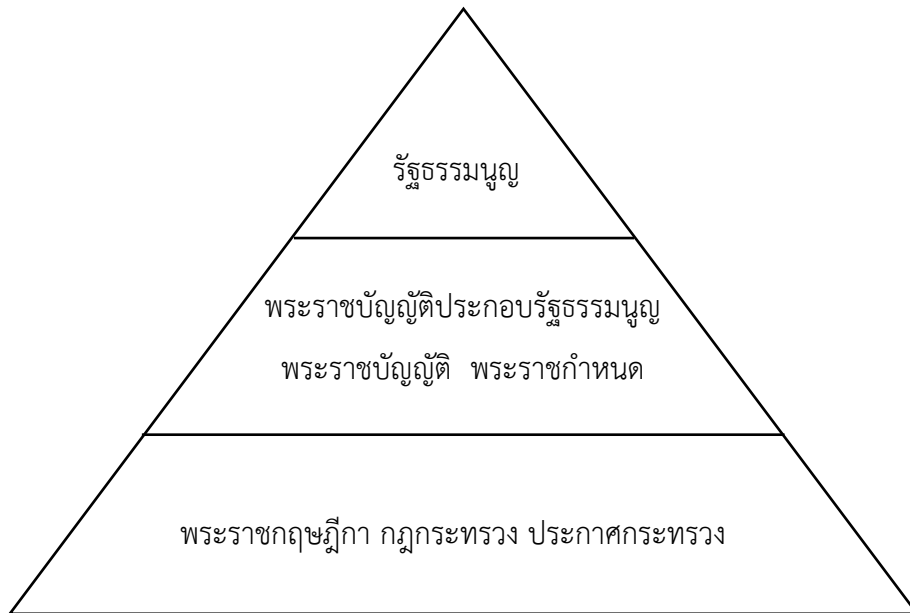 รัฐธรรมนูญ
พระราชบัญญัติประกอบรัฐธรรมนูญ
พระราชบัญญัติ พระราชกำหนด
พระราชกฤษฎีกา กฎกระทรวง ประกาศกระทรวง